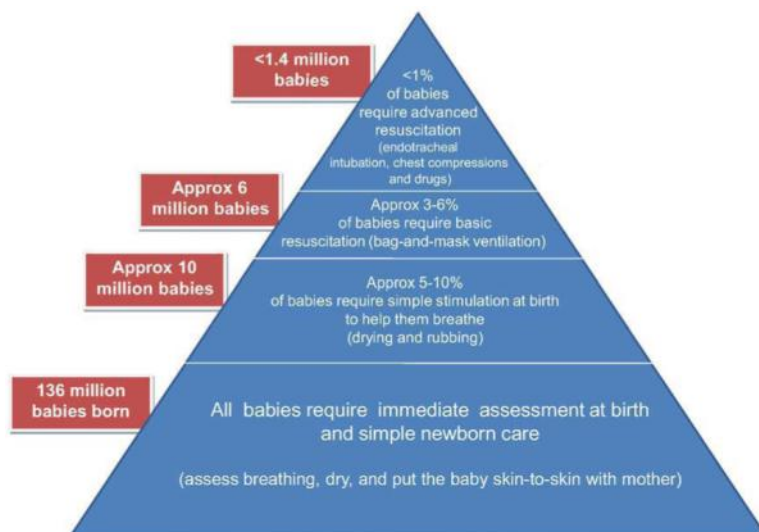 <1.4 million
babies
<1%
of babies
require advanced
resuscitation
(endotracheal
intubation, chest compressions
and drugs)
Approx 6
million babies
Approx 3-6%
of babies require basic
resuscitation (bag-and-mask ventilation)
Approx 10
million babies
Approx 5-10%
of babies require simple stimulation at birth
to help them breathe
(drying and rubbing)
136 million
babies born
All babies require immediate assessment at birth
and simple newborn care
(assess breathing, dry, and put the baby skin-to-skin with mother)